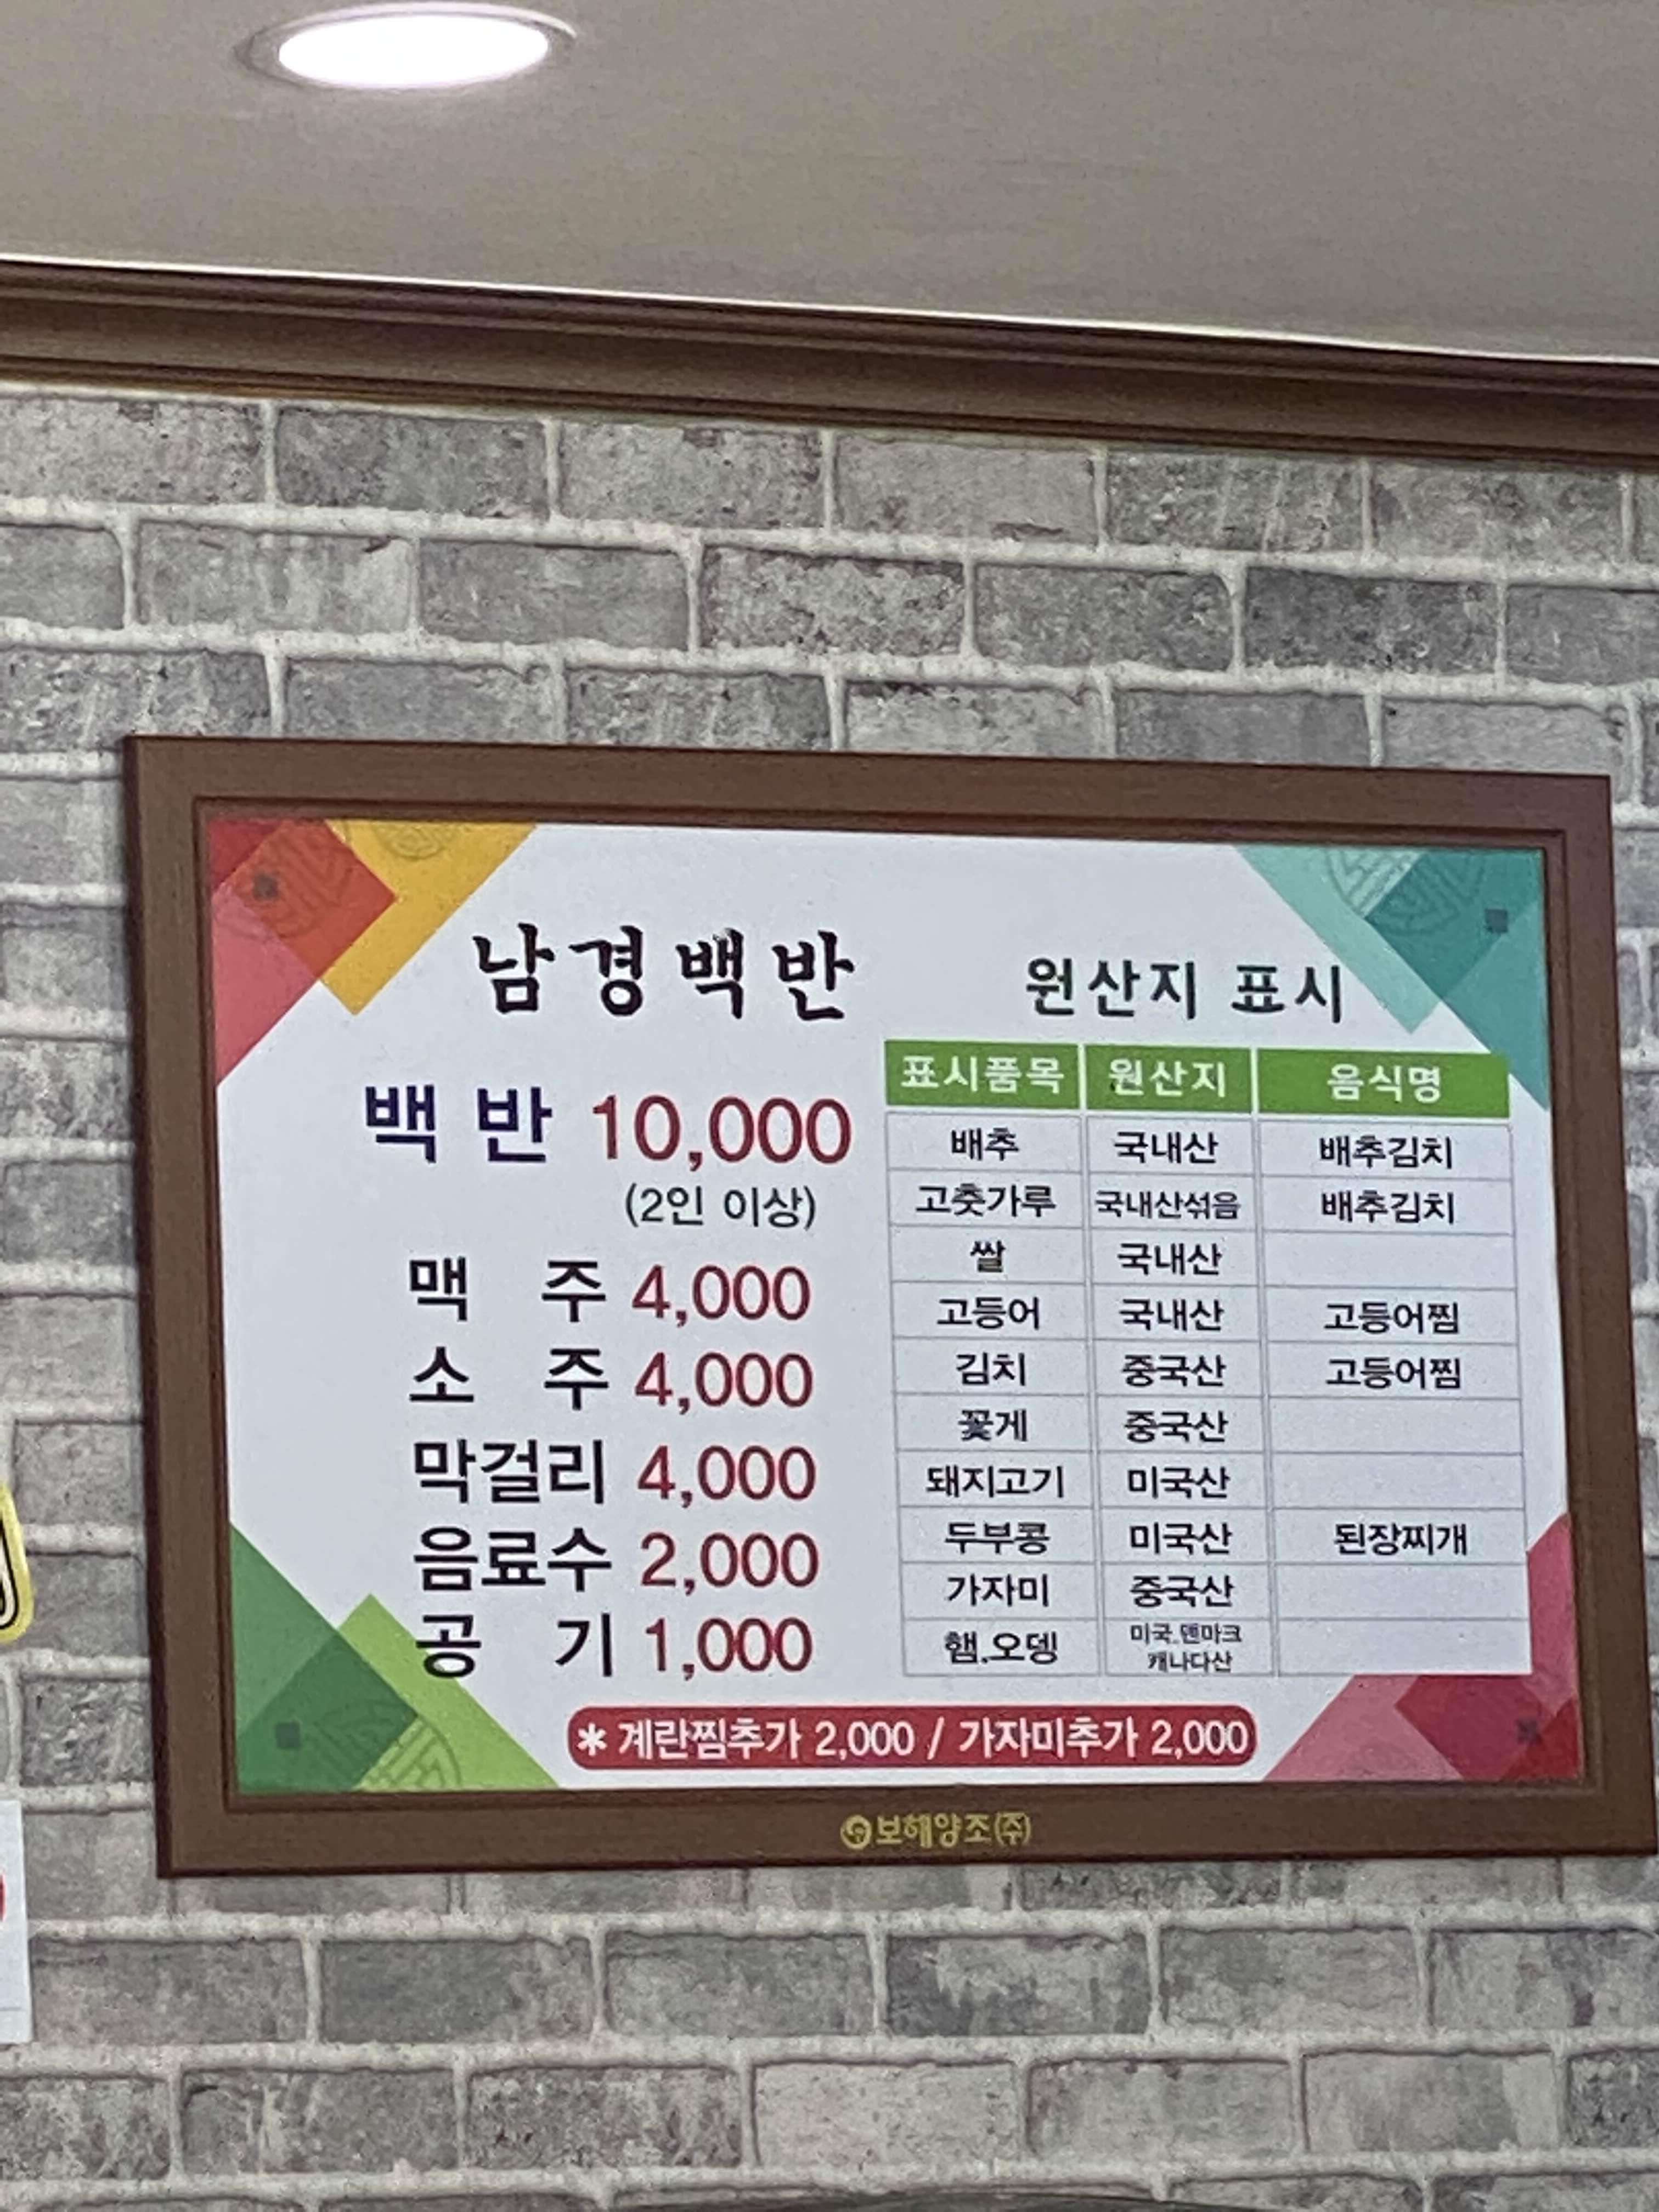 남경백반
백 반 10,000
(2인 이상)
맥 주 4,000
소 주 4,000
막걸리 4,000
음료수 2,000
공 기 1,000
원산지 표시
표시품목 원산지 음식명
배추 국내산 배추김치
고춧가루 국내산섞음 배추김치
쌀 국내산
고등어 국내산 고등어찜
김치 중국산 고등어찜
꽃게 중국산
돼지고기 미국산
두부콩 미국산 된장찌개
가자미 중국산
햄.오뎅 미국.덴마크
캐나다산
* 계란찜추가 2,000 / 가자미추가 2,000
보해양조(주)